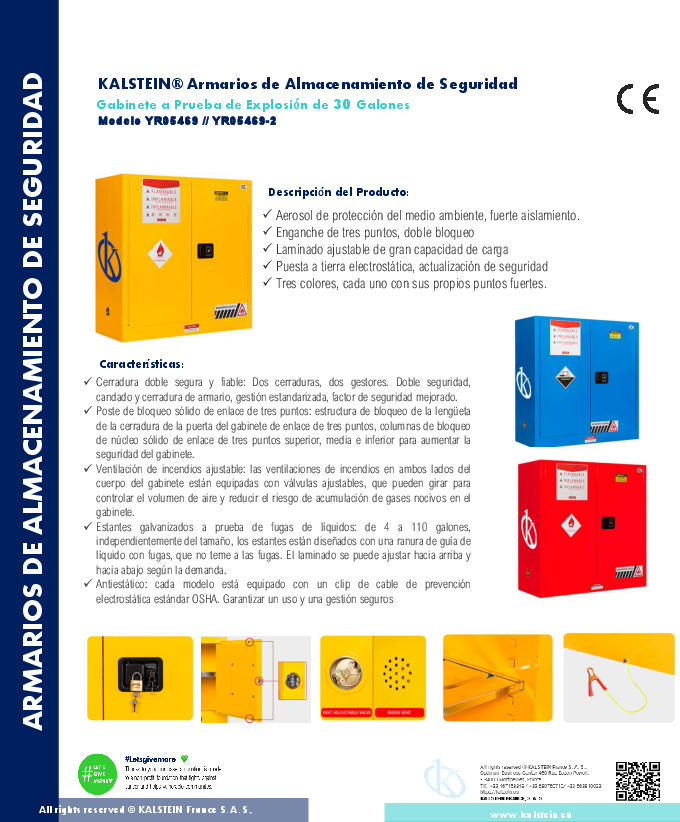 ARMARIOS DE ALMACENAMIENTO DE SEGURIDAD
KALSTEIN® Armarios de Almacenamiento de Seguridad
Gabinete a Prueba de Explosión de 30 Galones
Modelo YR05469 // YR05469-2
CE
Descripción del Producto:
✓ Aerosol de protección del medio ambiente, fuerte aislamiento.
✓ Enganche de tres puntos, doble bloqueo
✓ Laminado ajustable de gran capacidad de carga
✓ Puesta a tierra electrostática, actualización de seguridad
✓ Tres colores, cada uno con sus propios puntos fuertes.
Características:
✓ Cerradura doble segura y fiable: Dos cerraduras, dos gestores. Doble seguridad,
candado y cerradura de armario, gestión estandarizada, factor de seguridad mejorado.
✓ Poste de bloqueo sólido de enlace de tres puntos: estructura de bloqueo de la lengüeta
de la cerradura de la puerta del gabinete de enlace de tres puntos, columnas de bloqueo
de núcleo sólido de enlace de tres puntos superior, media e inferior para aumentar la
seguridad del gabinete.
✓ Ventilación de incendios ajustable: las ventilaciones de incendios en ambos lados del
cuerpo del gabinete están equipadas con válvulas ajustables, que pueden girar para
controlar el volumen de aire y reducir el riesgo de acumulación de gases nocivos en el
gabinete.
✓ Estantes galvanizados a prueba de fugas de líquidos: de 4 a 110 galones,
independientemente del tamaño, los estantes están diseñados con una ranura de guía de
líquido con fugas, que no teme a las fugas. El laminado se puede ajustar hacia arriba y
hacia abajo según la demanda.
✓ Antiestático: cada modelo está equipado con un clip de cable de prevención
electrostática estándar OSHA. Garantizar un uso y una gestión seguros
VENT ADJUSTABLE VALVE
INSIDE VENT
# LET'S
GIVE
MORE
#Letsgivemore
All rights reserved © KALSTEIN France S. A. S.,
www.kalstein.co